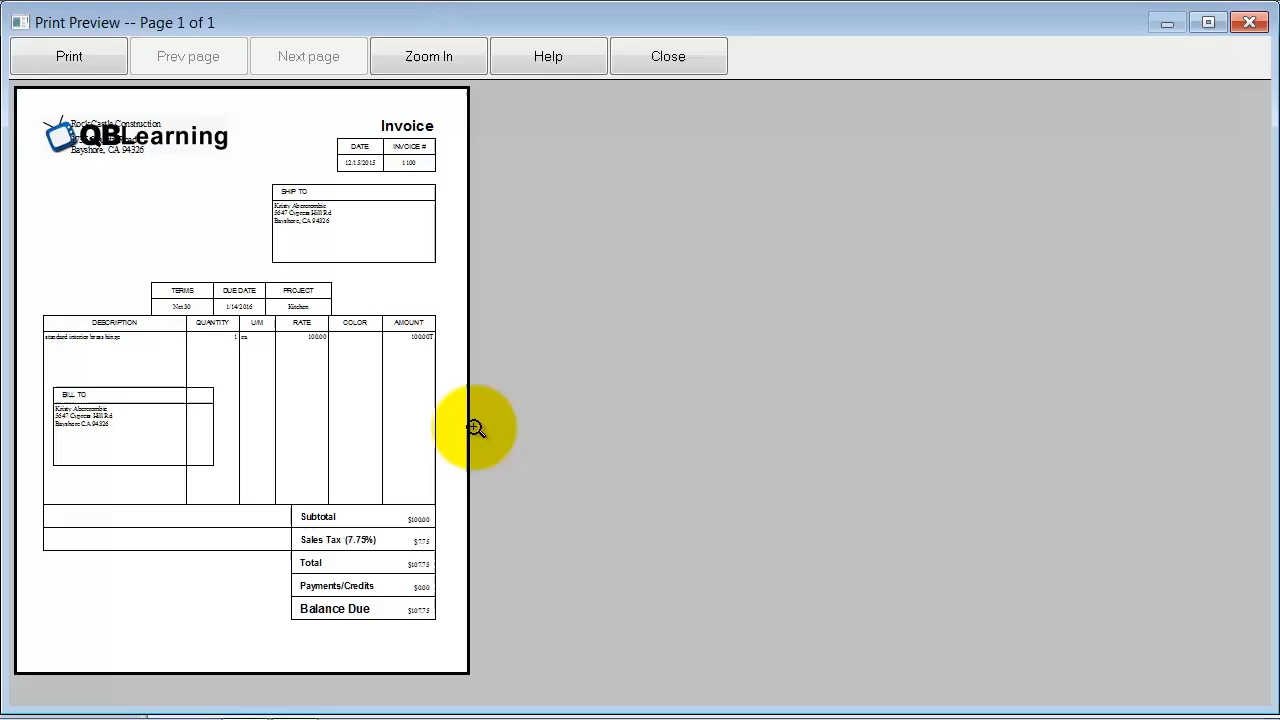 Print Preview -- Page 1 of 1
Print
Prev page
Next page
Zoom In
Help
Close
Rock Castle Construction
QBLearning
Bayshore, CA 94326
Invoice
DATE INVOICE #
12/15/2015 1100
SHIP TO
Kristy Abercrombie
5647 Cypress Hill Rd
Bayshore, CA 94326
TERMS DUE DATE PROJECT
Net 30 1/14/2016 Kitchen
DESCRIPTION QUANTITY U/M RATE COLOR AMOUNT
standard interior brass hinge 1 ea 100.00 100.00T
BILL TO
Kristy Abercrombie
5647 Cypress Hill Rd
Bayshore CA 94326
Subtotal $100.00
Sales Tax (7.75%) $7.75
Total $107.75
Payments/Credits $0.00
Balance Due $107.75